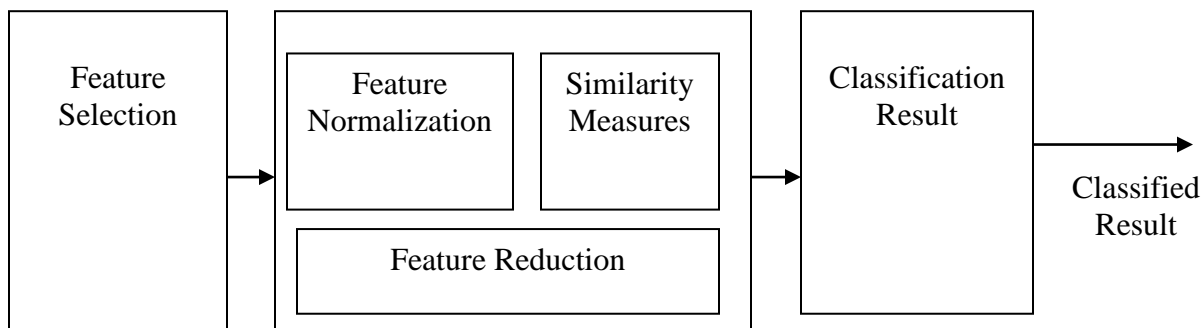 Feature
Selection
Feature
Normalization
Similarity
Measures
Feature Reduction
Classification
Result
Classified
Result